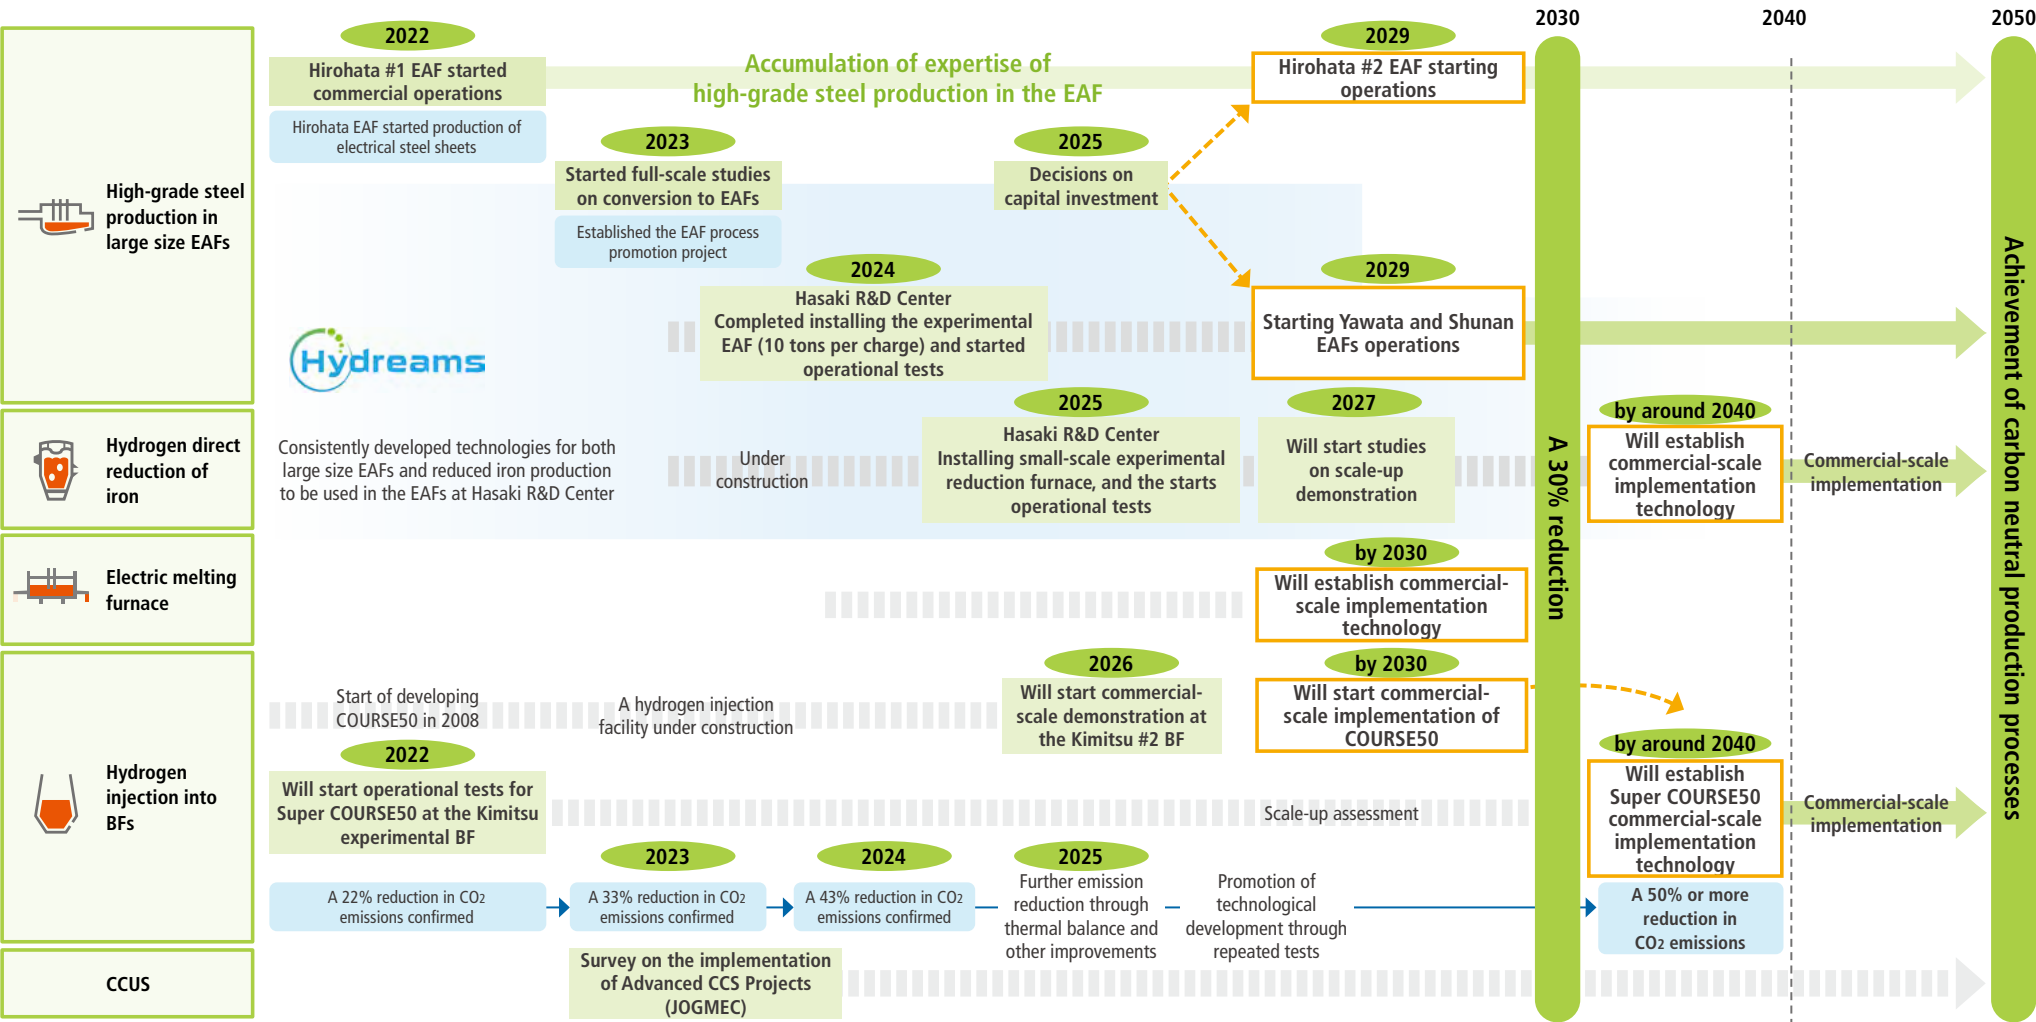 2030
2040
2050
High-grade steel
production in
large size EAFs
2022
Hirohata #1 EAF started
commercial operations
Hirohata EAF started production of
electrical steel sheets
Accumulation of expertise of
high-grade steel production in the EAF
2029
Hirohata #2 EAF starting
operations
2023
Started full-scale studies
on conversion to EAFs
Established the EAF process
promotion project
2025
Decisions on
capital investment
2024
Hasaki R&D Center
Completed installing the experimental
EAF (10 tons per charge) and started
operational tests
2029
Starting Yawata and Shunan
EAFs operations
Hydreams
Consistently developed technologies for both
large size EAFs and reduced iron production
to be used in the EAFs at Hasaki R&D Center
Hydrogen direct
reduction of
iron
Under
construction
2025
Hasaki R&D Center
Installing small-scale experimental
reduction furnace, and the starts
operational tests
2027
Will start studies
on scale-up
demonstration
by around 2040
Will establish
commercial-scale
implementation
technology
Commercial-scale
implementation
Electric melting
furnace
by 2030
Will establish commercial-
scale implementation
technology
Hydrogen
injection into
BFs
Start of developing
COURSE50 in 2008
A hydrogen injection
facility under construction
2026
Will start commercial-
scale demonstration at
the Kimitsu #2 BF
by 2030
Will start commercial-
scale implementation of
COURSE50
2022
Will start operational tests for
Super COURSE50 at the Kimitsu
experimental BF
Scale-up assessment
by around 2040
Will establish
Super COURSE50
commercial-scale
implementation
technology
Commercial-scale
implementation
A 22% reduction in CO2
emissions confirmed
2023
A 33% reduction in CO2
emissions confirmed
2024
A 43% reduction in CO2
emissions confirmed
2025
Further emission
reduction through
thermal balance and
other improvements
Promotion of
technological
development through
repeated tests
A 50% or more
reduction in
CO2 emissions
CCUS
Survey on the implementation
of Advanced CCS Projects
(JOGMEC)
A 30% reduction
Achievement of carbon neutral production processes